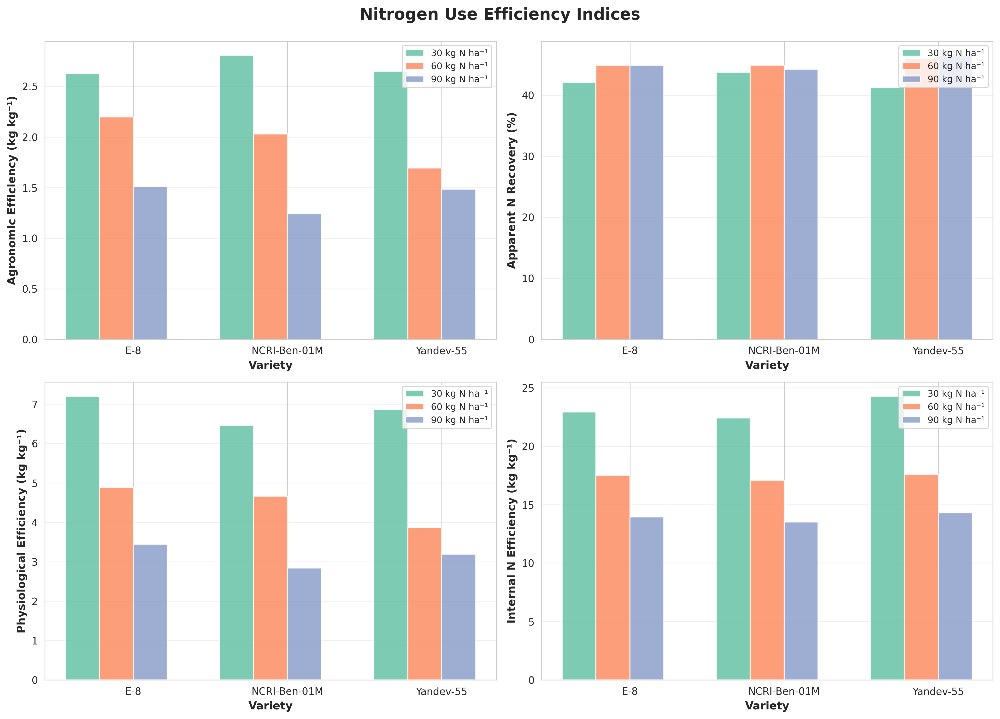 Nitrogen Use Efficiency Indices
Agronomic Efficiency (kg kg⁻¹)
2.5
2.0
1.5
1.0
0.5
0.0
30 kg N ha⁻¹
60 kg N ha⁻¹
90 kg N ha⁻¹
E-8 NCRI-Ben-01M Yandev-55
Variety
Apparent N Recovery (%)
40
30
20
10
0
30 kg N ha⁻¹
60 kg N ha⁻¹
90 kg N ha⁻¹
E-8 NCRI-Ben-01M Yandev-55
Variety
Physiological Efficiency (kg kg⁻¹)
7
6
5
4
3
2
1
0
30 kg N ha⁻¹
60 kg N ha⁻¹
90 kg N ha⁻¹
E-8 NCRI-Ben-01M Yandev-55
Variety
Internal N Efficiency (kg kg⁻¹)
25
20
15
10
5
0
30 kg N ha⁻¹
60 kg N ha⁻¹
90 kg N ha⁻¹
E-8 NCRI-Ben-01M Yandev-55
Variety